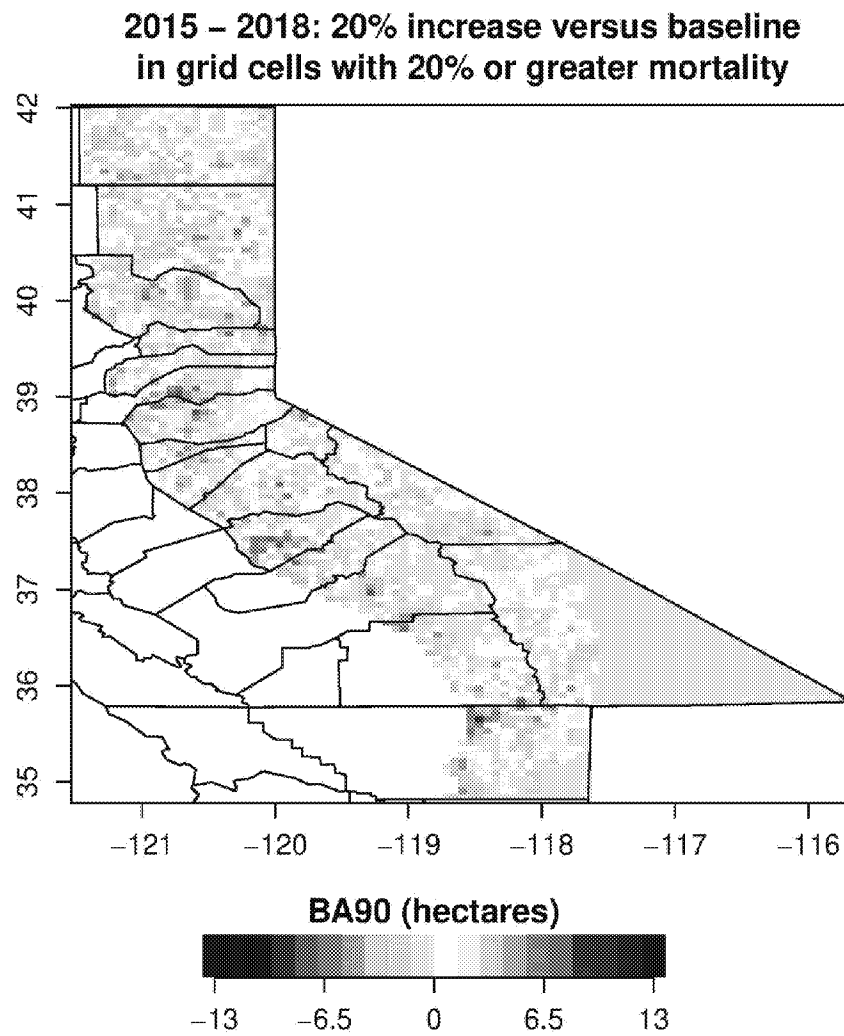 2015 – 2018: 20% increase versus baseline
in grid cells with 20% or greater mortality
42
41
40
39
38
37
36
35
−121 −120 −119 −118 −117 −116
BA90 (hectares)
−13 −6.5 0 6.5 13